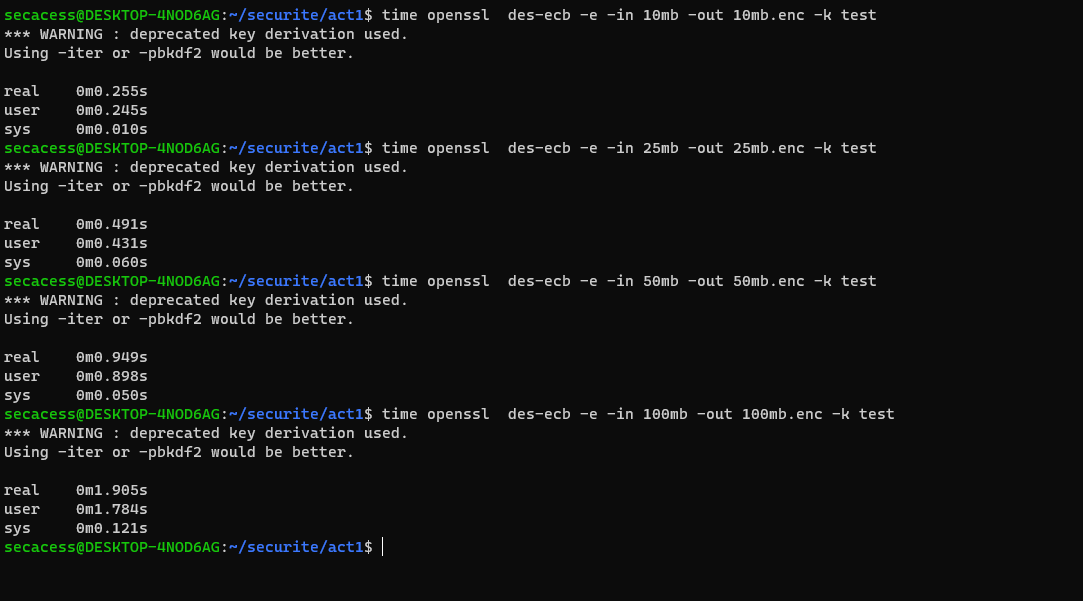 secacess@DESKTOP-4NOD6AG:~/securite/act1$ time openssl  des-ecb -e -in 10mb -out 10mb.enc -k test
*** WARNING : deprecated key derivation used.
Using -iter or -pbkdf2 would be better.

real    0m0.255s
user    0m0.245s
sys     0m0.010s
secacess@DESKTOP-4NOD6AG:~/securite/act1$ time openssl  des-ecb -e -in 25mb -out 25mb.enc -k test
*** WARNING : deprecated key derivation used.
Using -iter or -pbkdf2 would be better.

real    0m0.491s
user    0m0.431s
sys     0m0.060s
secacess@DESKTOP-4NOD6AG:~/securite/act1$ time openssl  des-ecb -e -in 50mb -out 50mb.enc -k test
*** WARNING : deprecated key derivation used.
Using -iter or -pbkdf2 would be better.

real    0m0.949s
user    0m0.898s
sys     0m0.050s
secacess@DESKTOP-4NOD6AG:~/securite/act1$ time openssl  des-ecb -e -in 100mb -out 100mb.enc -k test
*** WARNING : deprecated key derivation used.
Using -iter or -pbkdf2 would be better.

real    0m1.905s
user    0m1.784s
sys     0m0.121s
secacess@DESKTOP-4NOD6AG:~/securite/act1$